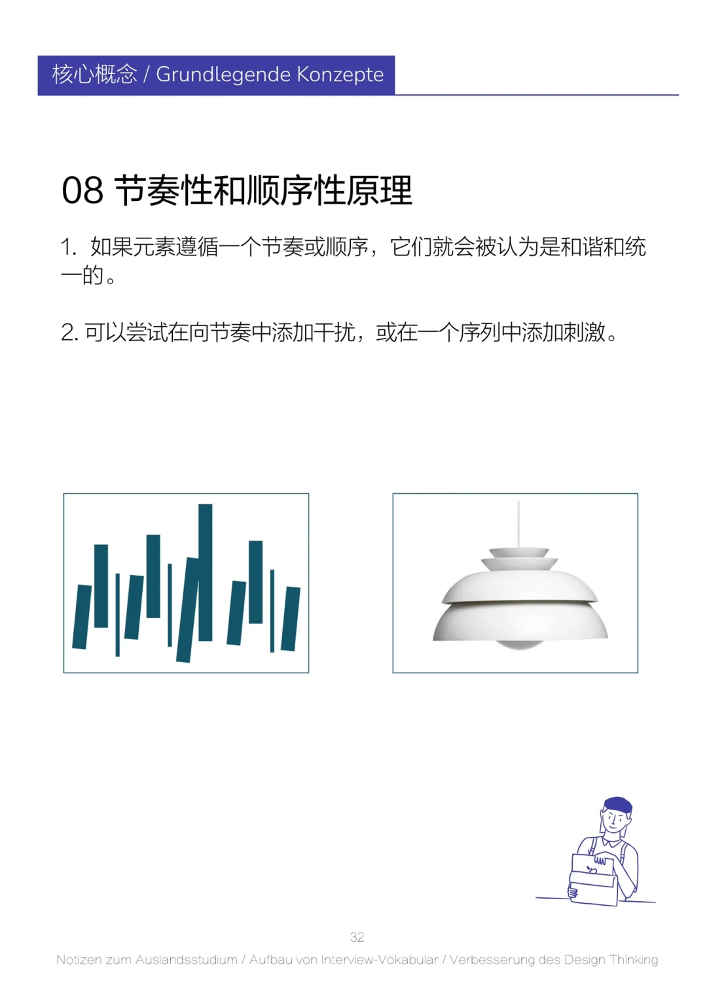 核心概念 / Grundlegende Konzepte
08 节奏性和顺序性原理
1. 如果元素遵循一个节奏或顺序，它们就会被认为是和谐和统
一的。
2. 可以尝试在向节奏中添加干扰，或在一个序列中添加刺激。
32
Notizen zum Auslandsstudium / Aufbau von Interview-Vokabular / Verbesserung des Design Thinking